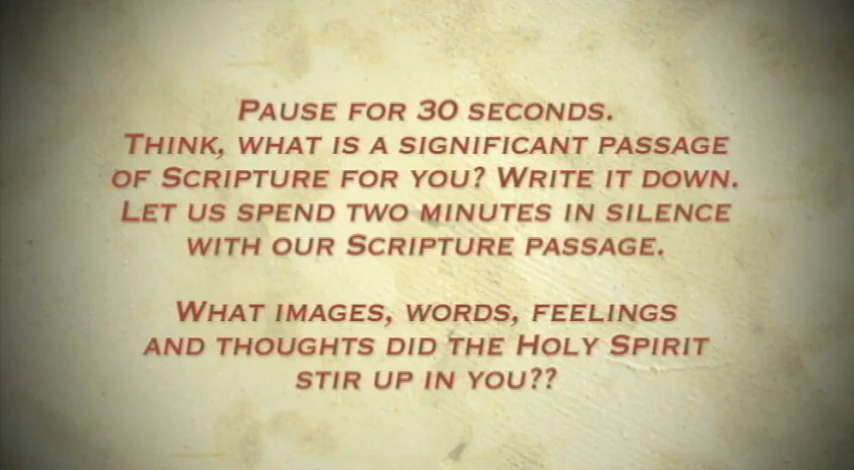 Pause for 30 seconds.
Think, what is a significant passage
of Scripture for you? Write it down.
Let us spend two minutes in silence
with our Scripture passage.
What images, words, feelings
and thoughts did the Holy Spirit
stir up in you??